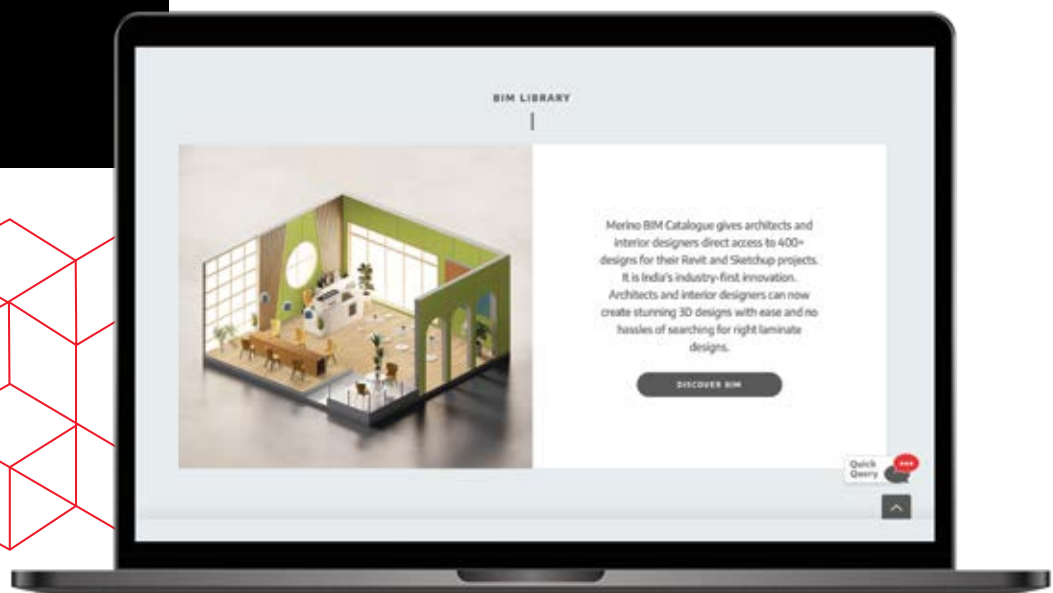 BIM LIBRARY
Merino BIM Catalogue gives architects and
interior designers direct access to 400+
designs for their Revit and Sketchup projects.
It is India's industry-first innovation.
Architects and interior designers can now
create stunning 3D designs with ease and no
hassles of searching for right laminate
designs.
DISCOVER BIM
Quick
Query